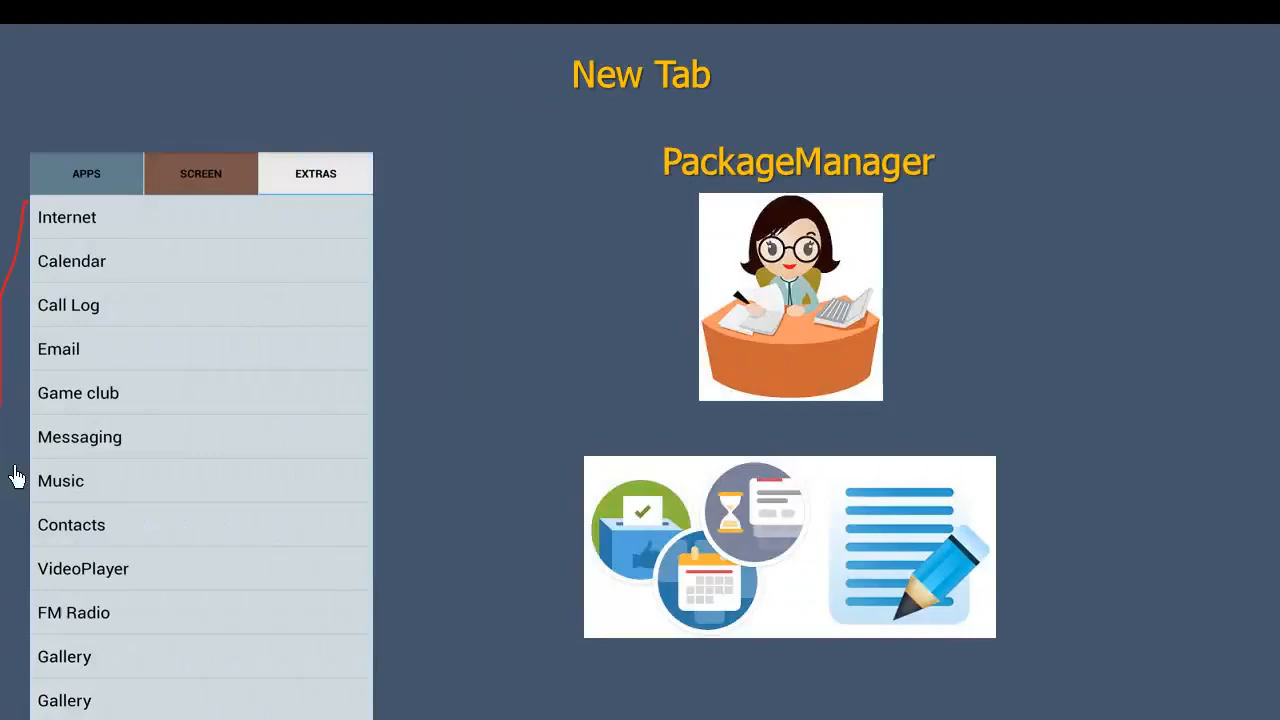 New Tab
PackageManager
APPS SCREEN EXTRAS
Internet
Calendar
Call Log
Email
Game club
Messaging
Music
Contacts
VideoPlayer
FM Radio
Gallery
Gallery